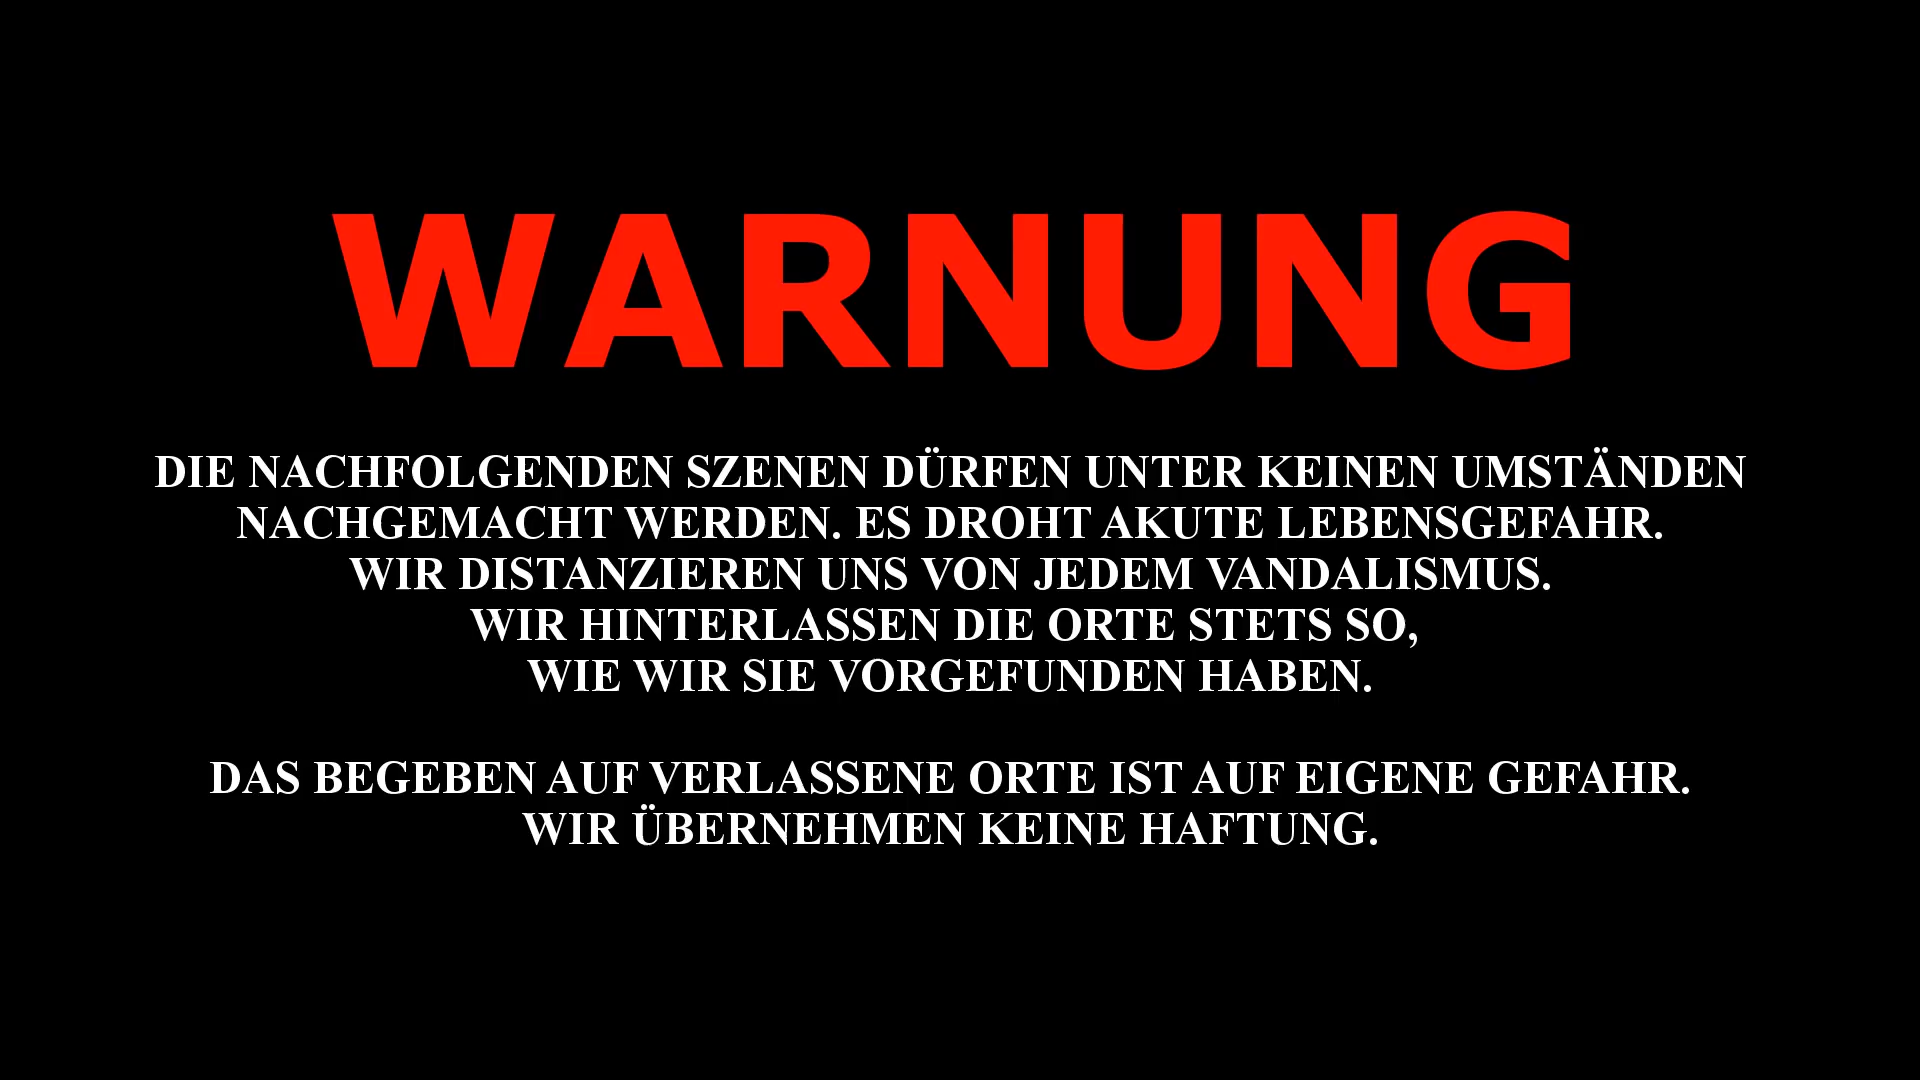 WARNUNG
DIE NACHFOLGENDEN SZENEN DÜRFEN UNTER KEINEN UMSTÄNDEN
NACHGEMACHT WERDEN. ES DROHT AKUTE LEBENSGEFAHR.
WIR DISTANZIEREN UNS VON JEDEM VANDALISMUS.
WIR HINTERLASSEN DIE ORTE STETS SO,
WIE WIR SIE VORGEFUNDEN HABEN.
DAS BEGEBEN AUF VERLASSENE ORTE IST AUF EIGENE GEFAHR.
WIR ÜBERNEHMEN KEINE HAFTUNG.